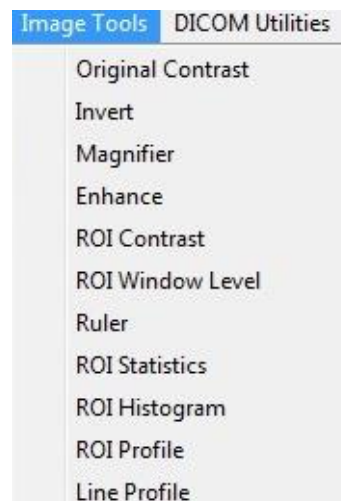 Image Tools DICOM Utilities
Original Contrast
Invert
Magnifier
Enhance
ROI Contrast
ROI Window Level
Ruler
ROI Statistics
ROI Histogram
ROI Profile
Line Profile